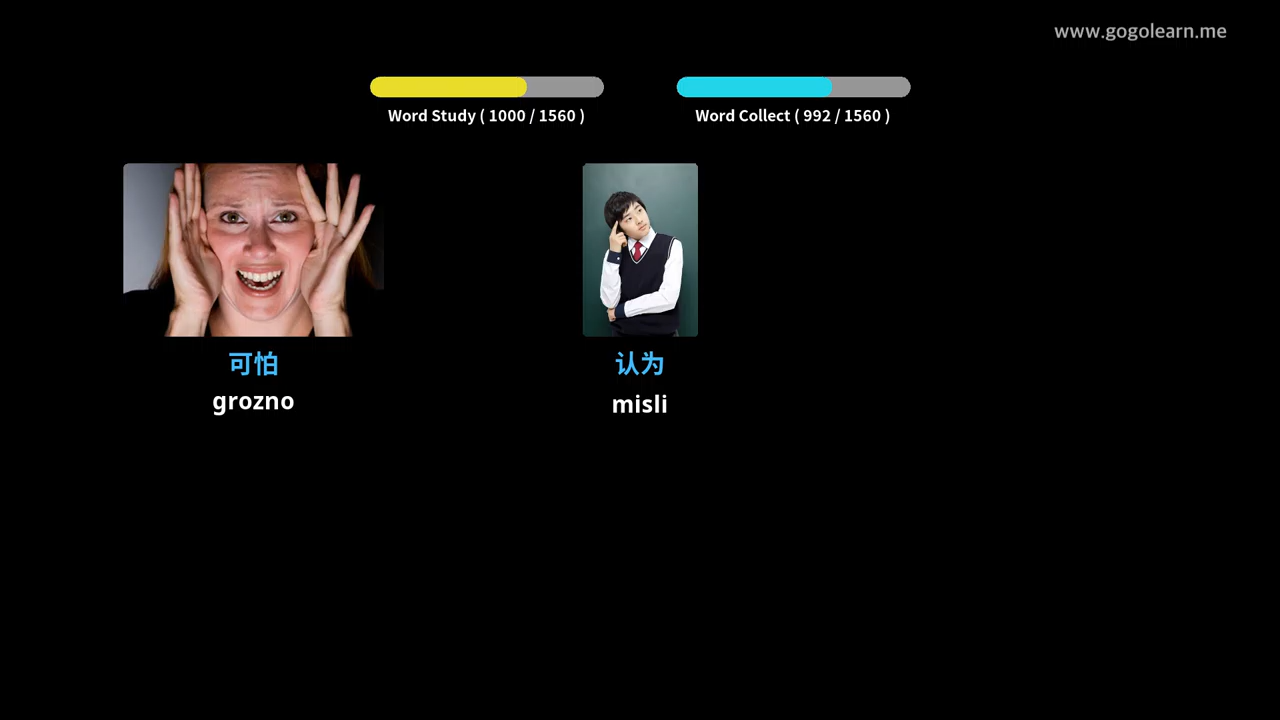 www.gogolearn.me
Word Study ( 1000 / 1560 )
Word Collect ( 992 / 1560 )
可怕
grozno
认为
misli